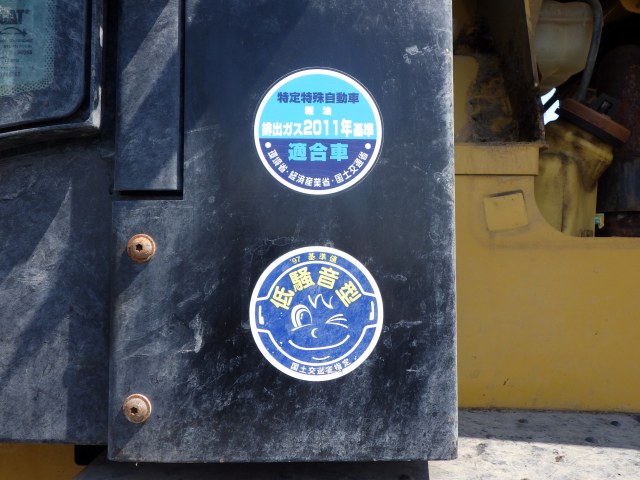 特定特殊自動車
軽油
排出ガス2011年基準
適合車
・環境省・経済産業省・国土交通省・
'97 基準値
低騒音型
国土交通省指定